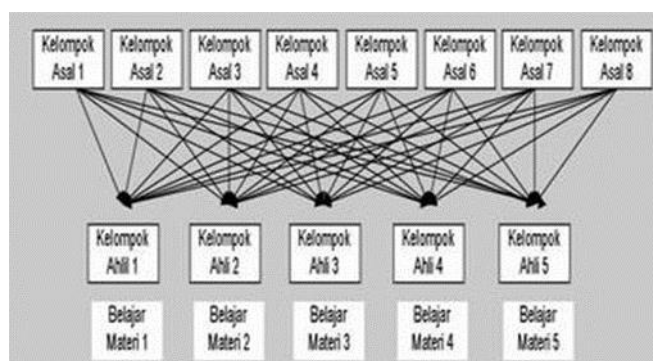 Kelompok
Asal 1
Kelompok
Asal 2
Kelompok
Asal 3
Kelompok
Asal 4
Kelompok
Asal 5
Kelompok
Asal 6
Kelompok
Asal 7
Kelompok
Asal 8
Kelompok
Ahlil 1
Kelompok
Ahli 2
Kelompok
Ahli 3
Kelompok
Ahli 4
Kelompok
Ahli 5
Belajar
Materi 1
Belajar
Materi 2
Belajar
Materi 3
Belajar
Materi 4
Belajar
Materi 5